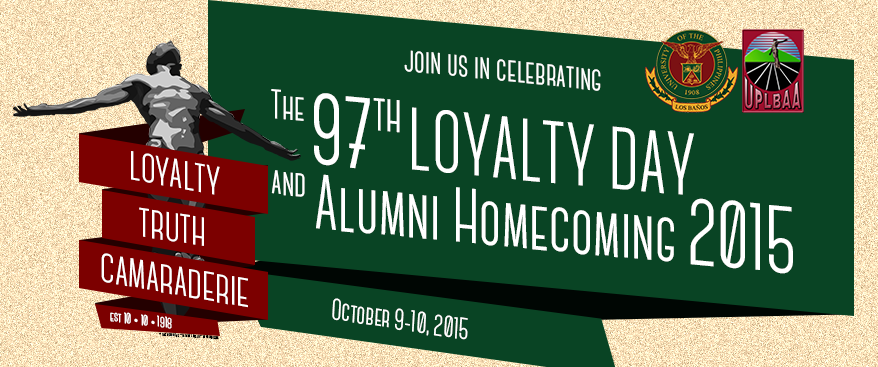 JOIN US IN CELEBRATING
THE 97TH LOYALTY DAY
AND ALUMNI HOMECOMING 2015
OCTOBER 9-10, 2015
LOYALTY
TRUTH
CAMARADERIE
EST 10 • 10 • 1918
UNIVERSITY OF THE PHILIPPINES
1908
LOS BAÑOS
UPLBAA